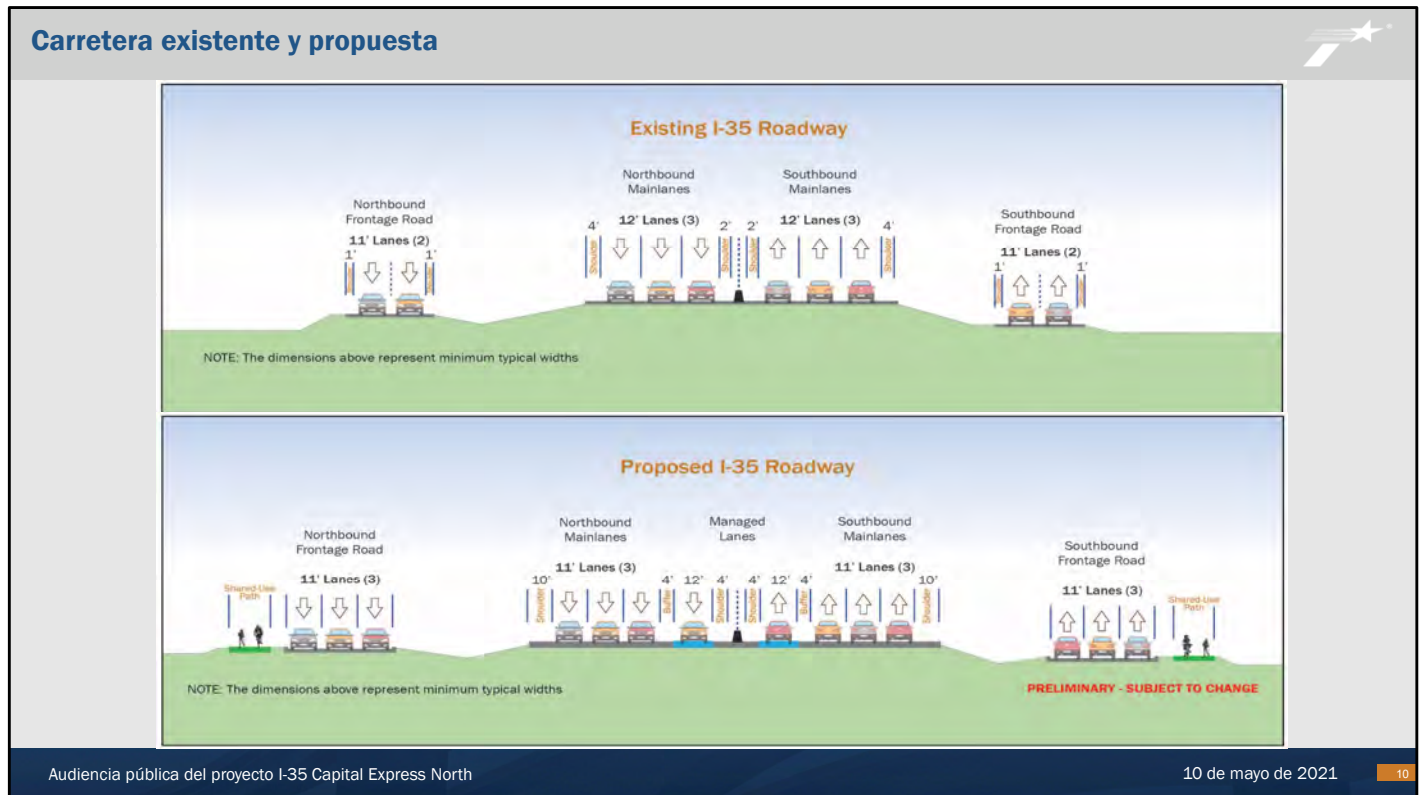 Carretera existente y propuesta
Existing I-35 Roadway
Northbound
Frontage Road
11' Lanes (2)
1' 1'
Northbound
Mainlanes
4' 12' Lanes (3) 2'
Shoulder Shoulder
Southbound
Mainlanes
2' 12' Lanes (3) 4'
Shoulder Shoulder
Southbound
Frontage Road
11' Lanes (2)
1' 1'
NOTE: The dimensions above represent minimum typical widths
Proposed I-35 Roadway
Shared-Use
Path
Northbound
Frontage Road
11' Lanes (3)
Northbound
Mainlanes
11' Lanes (3)
10' 4' 12' 4'
Shoulder Buffer Shoulder
Managed
Lanes
Southbound
Mainlanes
11' Lanes (3)
4' 12' 4' 10'
Shoulder Buffer Shoulder
Southbound
Frontage Road
11' Lanes (3)
Shared-Use
Path
NOTE: The dimensions above represent minimum typical widths
PRELIMINARY - SUBJECT TO CHANGE
Audiencia pública del proyecto I-35 Capital Express North
10 de mayo de 2021
10